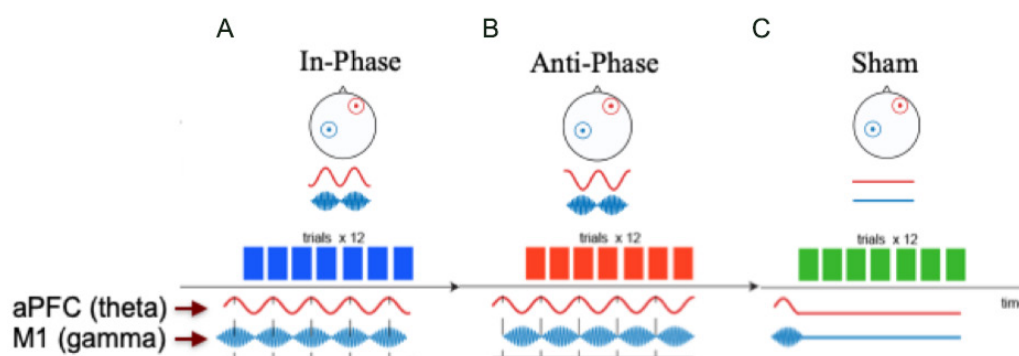 A
In-Phase
trials x 12
B
Anti-Phase
trials x 12
C
Sham
trials x 12
aPFC (theta)
M1 (gamma)